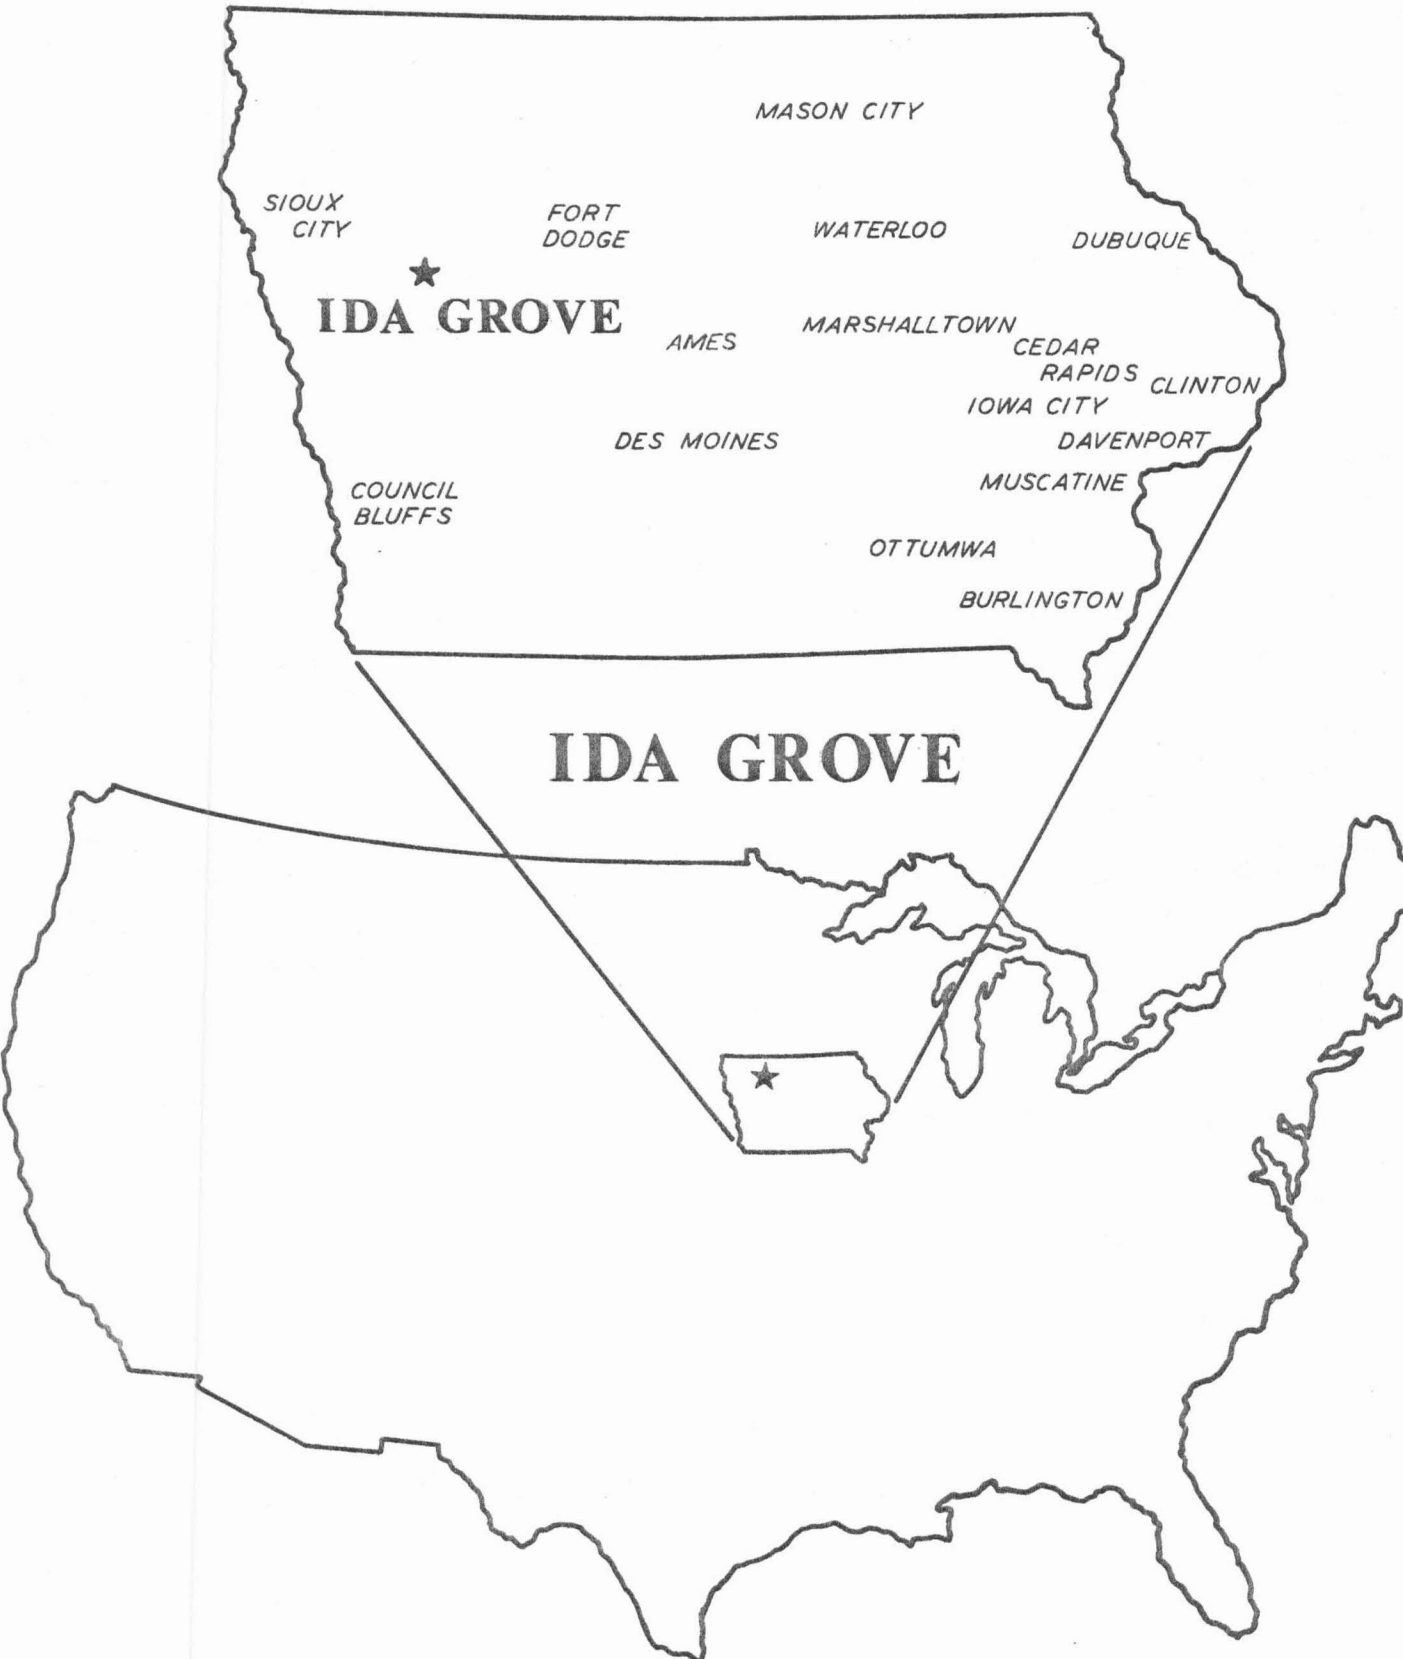 MASON CITY
SIOUX
CITY
FORT
DODGE
WATERLOO
DUBUQUE
IDA GROVE
AMES
MARSHALLTOWN
CEDAR
RAPIDS
CLINTON
IOWA CITY
DES MOINES
DAVENPORT
COUNCIL
BLUFFS
MUSCATINE
OTTUMWA
BURLINGTON
IDA GROVE